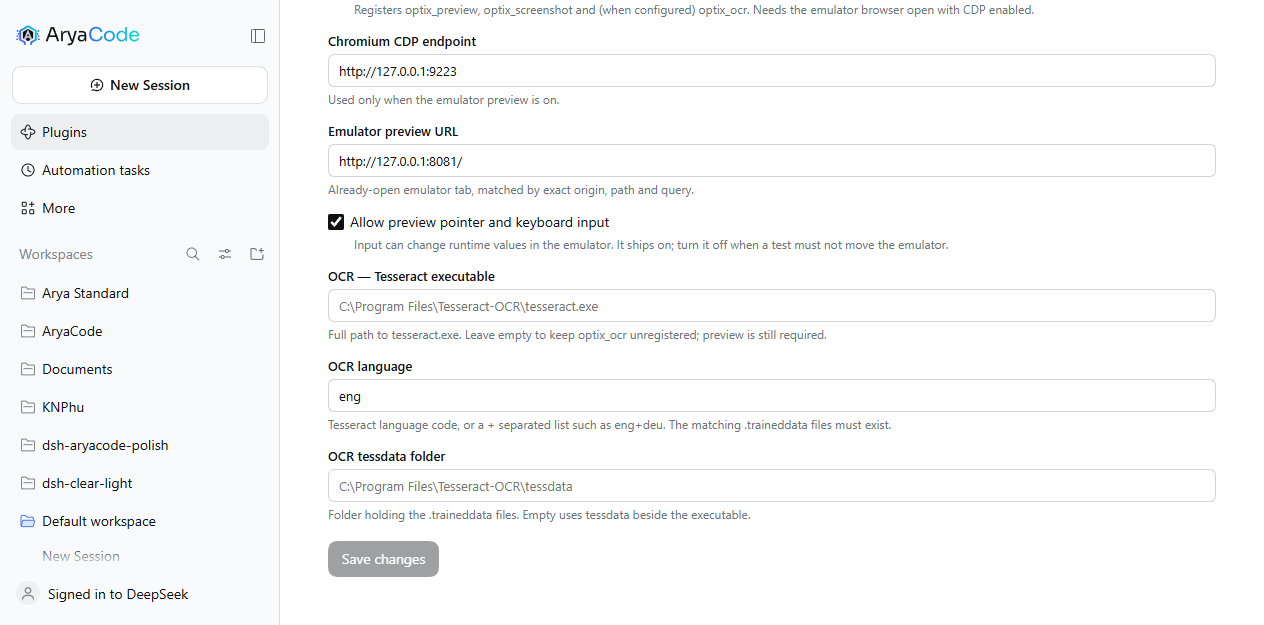 AryaCode
New Session
Plugins
Automation tasks
More
Workspaces
Arya Standard
AryaCode
Documents
KNPhu
dsh-aryacode-polish
dsh-clear-light
Default workspace
New Session
Signed in to DeepSeek
Registers optix_preview, optix_screenshot and (when configured) optix_ocr. Needs the emulator browser open with CDP enabled.
Chromium CDP endpoint
http://127.0.0.1:9223
Used only when the emulator preview is on.
Emulator preview URL
http://127.0.0.1:8081/
Already-open emulator tab, matched by exact origin, path and query.
Allow preview pointer and keyboard input
Input can change runtime values in the emulator. It ships on; turn it off when a test must not move the emulator.
OCR — Tesseract executable
C:\Program Files\Tesseract-OCR\tesseract.exe
Full path to tesseract.exe. Leave empty to keep optix_ocr unregistered; preview is still required.
OCR language
eng
Tesseract language code, or a + separated list such as eng+deu. The matching .traineddata files must exist.
OCR tessdata folder
C:\Program Files\Tesseract-OCR\tessdata
Folder holding the .traineddata files. Empty uses tessdata beside the executable.
Save changes